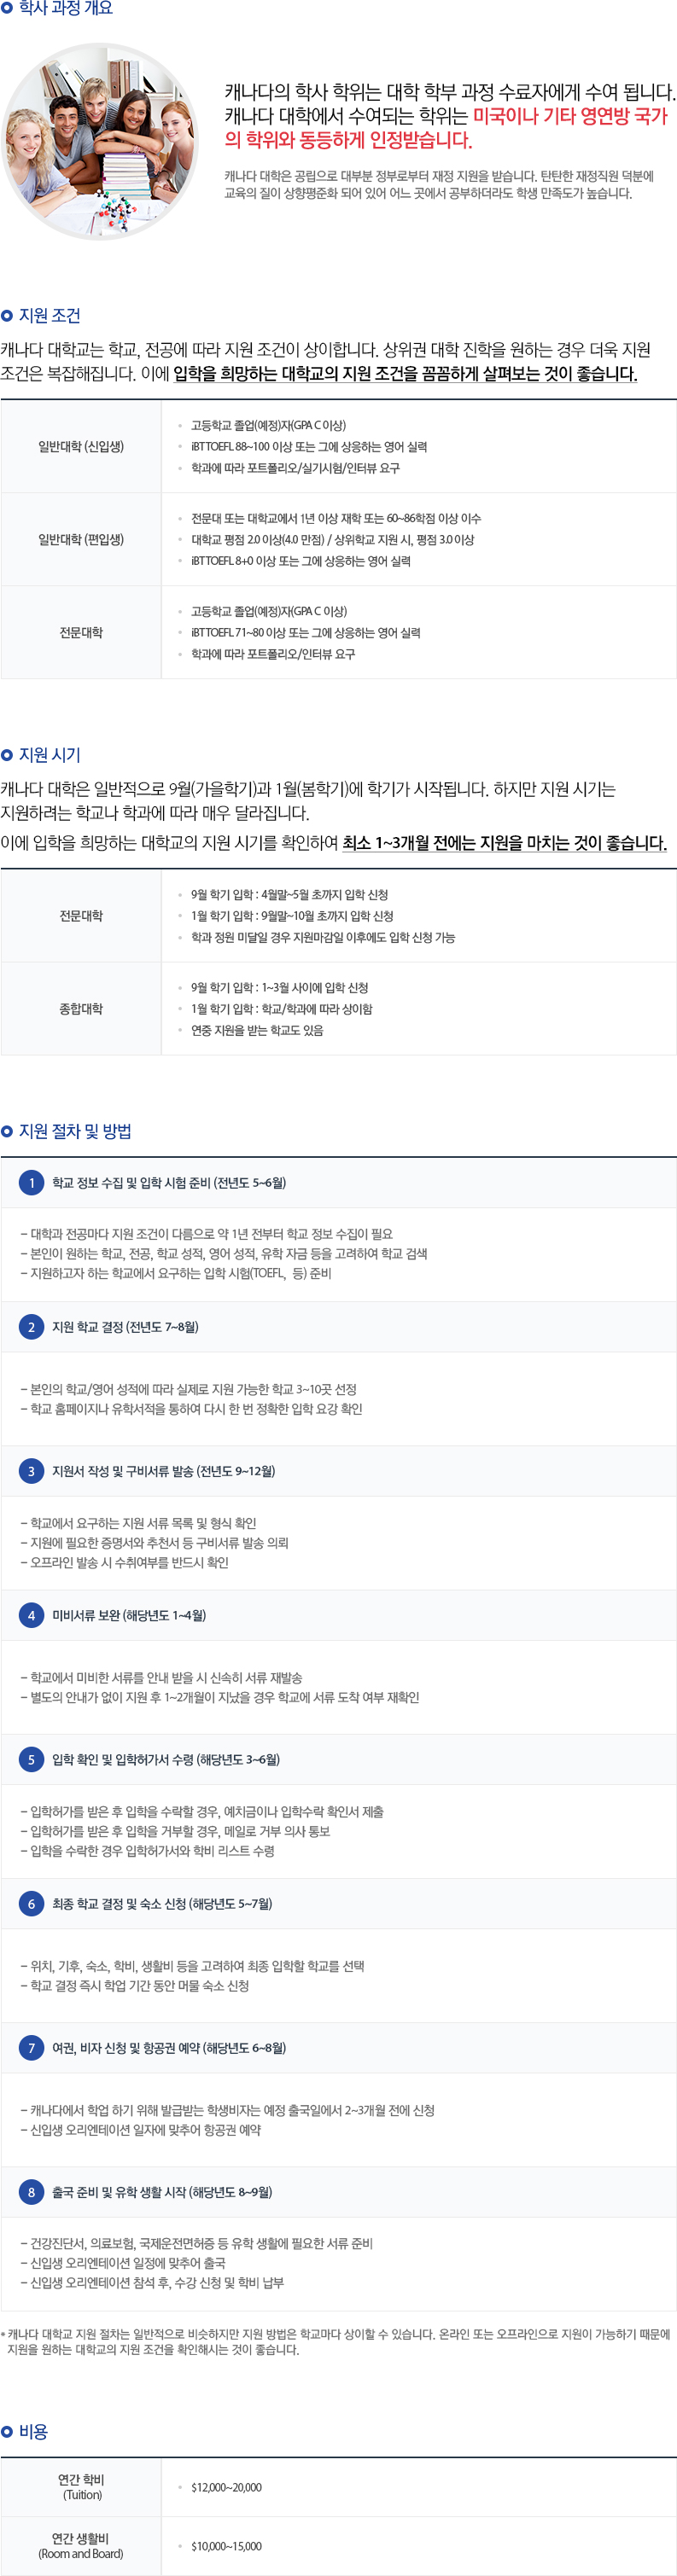 학사 과정 개요
캐나다의 학사 학위는 대학 학부 과정 수료자에게 수여 됩니다.
캐나다 대학에서 수여되는 학위는 미국이나 기타 영연방 국가
의 학위와 동등하게 인정받습니다.
캐나다 대학은 공립으로 대부분 정부로부터 재정 지원을 받습니다. 탄탄한 재정직원 덕분에
교육의 질이 상향평준화 되어 있어 어느 곳에서 공부하더라도 학생 만족도가 높습니다.
지원 조건
캐나다 대학교는 학교, 전공에 따라 지원 조건이 상이합니다. 상위권 대학 진학을 원하는 경우 더욱 지원
조건은 복잡해집니다. 이에 입학을 희망하는 대학교의 지원 조건을 꼼꼼하게 살펴보는 것이 좋습니다.
일반대학 (신입생)
고등학교 졸업(예정)자(GPA C 이상)
iBT TOEFL 88~100 이상 또는 그에 상응하는 영어 실력
학과에 따라 포트폴리오/실기시험/인터뷰 요구
일반대학 (편입생)
전문대 또는 대학교에서 1년 이상 재학 또는 60~86학점 이상 이수
대학교 평점 2.0 이상(4.0 만점) / 상위학교 지원 시, 평점 3.0 이상
iBT TOEFL 8+0 이상 또는 그에 상응하는 영어 실력
전문대학
고등학교 졸업(예정)자(GPA C 이상)
iBT TOEFL 71~80 이상 또는 그에 상응하는 영어 실력
학과에 따라 포트폴리오/인터뷰 요구
지원 시기
캐나다 대학은 일반적으로 9월(가을학기)과 1월(봄학기)에 학기가 시작됩니다. 하지만 지원 시기는
지원하려는 학교나 학과에 따라 매우 달라집니다.
이에 입학을 희망하는 대학교의 지원 시기를 확인하여 최소 1~3개월 전에는 지원을 마치는 것이 좋습니다.
전문대학
9월 학기 입학 : 4월말~5월 초까지 입학 신청
1월 학기 입학 : 9월말~10월 초까지 입학 신청
학과 정원 미달일 경우 지원마감일 이후에도 입학 신청 가능
종합대학
9월 학기 입학 : 1~3월 사이에 입학 신청
1월 학기 입학 : 학교/학과에 따라 상이함
연중 지원을 받는 학교도 있음
지원 절차 및 방법
1 학교 정보 수집 및 입학 시험 준비 (전년도 5~6월)
– 대학과 전공마다 지원 조건이 다름으로 약 1년 전부터 학교 정보 수집이 필요
– 본인이 원하는 학교, 전공, 학교 성적, 영어 성적, 유학 자금 등을 고려하여 학교 검색
– 지원하고자 하는 학교에서 요구하는 입학 시험(TOEFL, 등) 준비
2 지원 학교 결정 (전년도 7~8월)
– 본인의 학교/영어 성적에 따라 실제로 지원 가능한 학교 3~10곳 선정
– 학교 홈페이지나 유학서적을 통하여 다시 한 번 정확한 입학 요강 확인
3 지원서 작성 및 구비서류 발송 (전년도 9~12월)
– 학교에서 요구하는 지원 서류 목록 및 형식 확인
– 지원에 필요한 증명서와 추천서 등 구비서류 발송 의뢰
– 오프라인 발송 시 수취여부를 반드시 확인
4 미비서류 보완 (해당년도 1~4월)
– 학교에서 미비한 서류를 안내 받을 시 신속히 서류 재발송
– 별도의 안내가 없이 지원 후 1~2개월이 지났을 경우 학교에 서류 도착 여부 재확인
5 입학 확인 및 입학허가서 수령 (해당년도 3~6월)
– 입학허가를 받은 후 입학을 수락할 경우, 예치금이나 입학수락 확인서 제출
– 입학허가를 받은 후 입학을 거부할 경우, 메일로 거부 의사 통보
– 입학을 수락한 경우 입학허가서와 학비 리스트 수령
6 최종 학교 결정 및 숙소 신청 (해당년도 5~7월)
– 위치, 기후, 숙소, 학비, 생활비 등을 고려하여 최종 입학할 학교를 선택
– 학교 결정 즉시 학업 기간 동안 머물 숙소 신청
7 여권, 비자 신청 및 항공권 예약 (해당년도 6~8월)
– 캐나다에서 학업 하기 위해 발급받는 학생비자는 예정 출국일에서 2~3개월 전에 신청
– 신입생 오리엔테이션 일자에 맞추어 항공권 예약
8 출국 준비 및 유학 생활 시작 (해당년도 8~9월)
– 건강진단서, 의료보험, 국제운전면허증 등 유학 생활에 필요한 서류 준비
– 신입생 오리엔테이션 일정에 맞추어 출국
– 신입생 오리엔테이션 참석 후, 수강 신청 및 학비 납부
* 캐나다 대학교 지원 절차는 일반적으로 비슷하지만 지원 방법은 학교마다 상이할 수 있습니다. 온라인 또는 오프라인으로 지원이 가능하기 때문에
지원을 원하는 대학교의 지원 조건을 확인해시는 것이 좋습니다.
비용
연간 학비
(Tuition)
$12,000~20,000
연간 생활비
(Room and Board)
$10,000~15,000